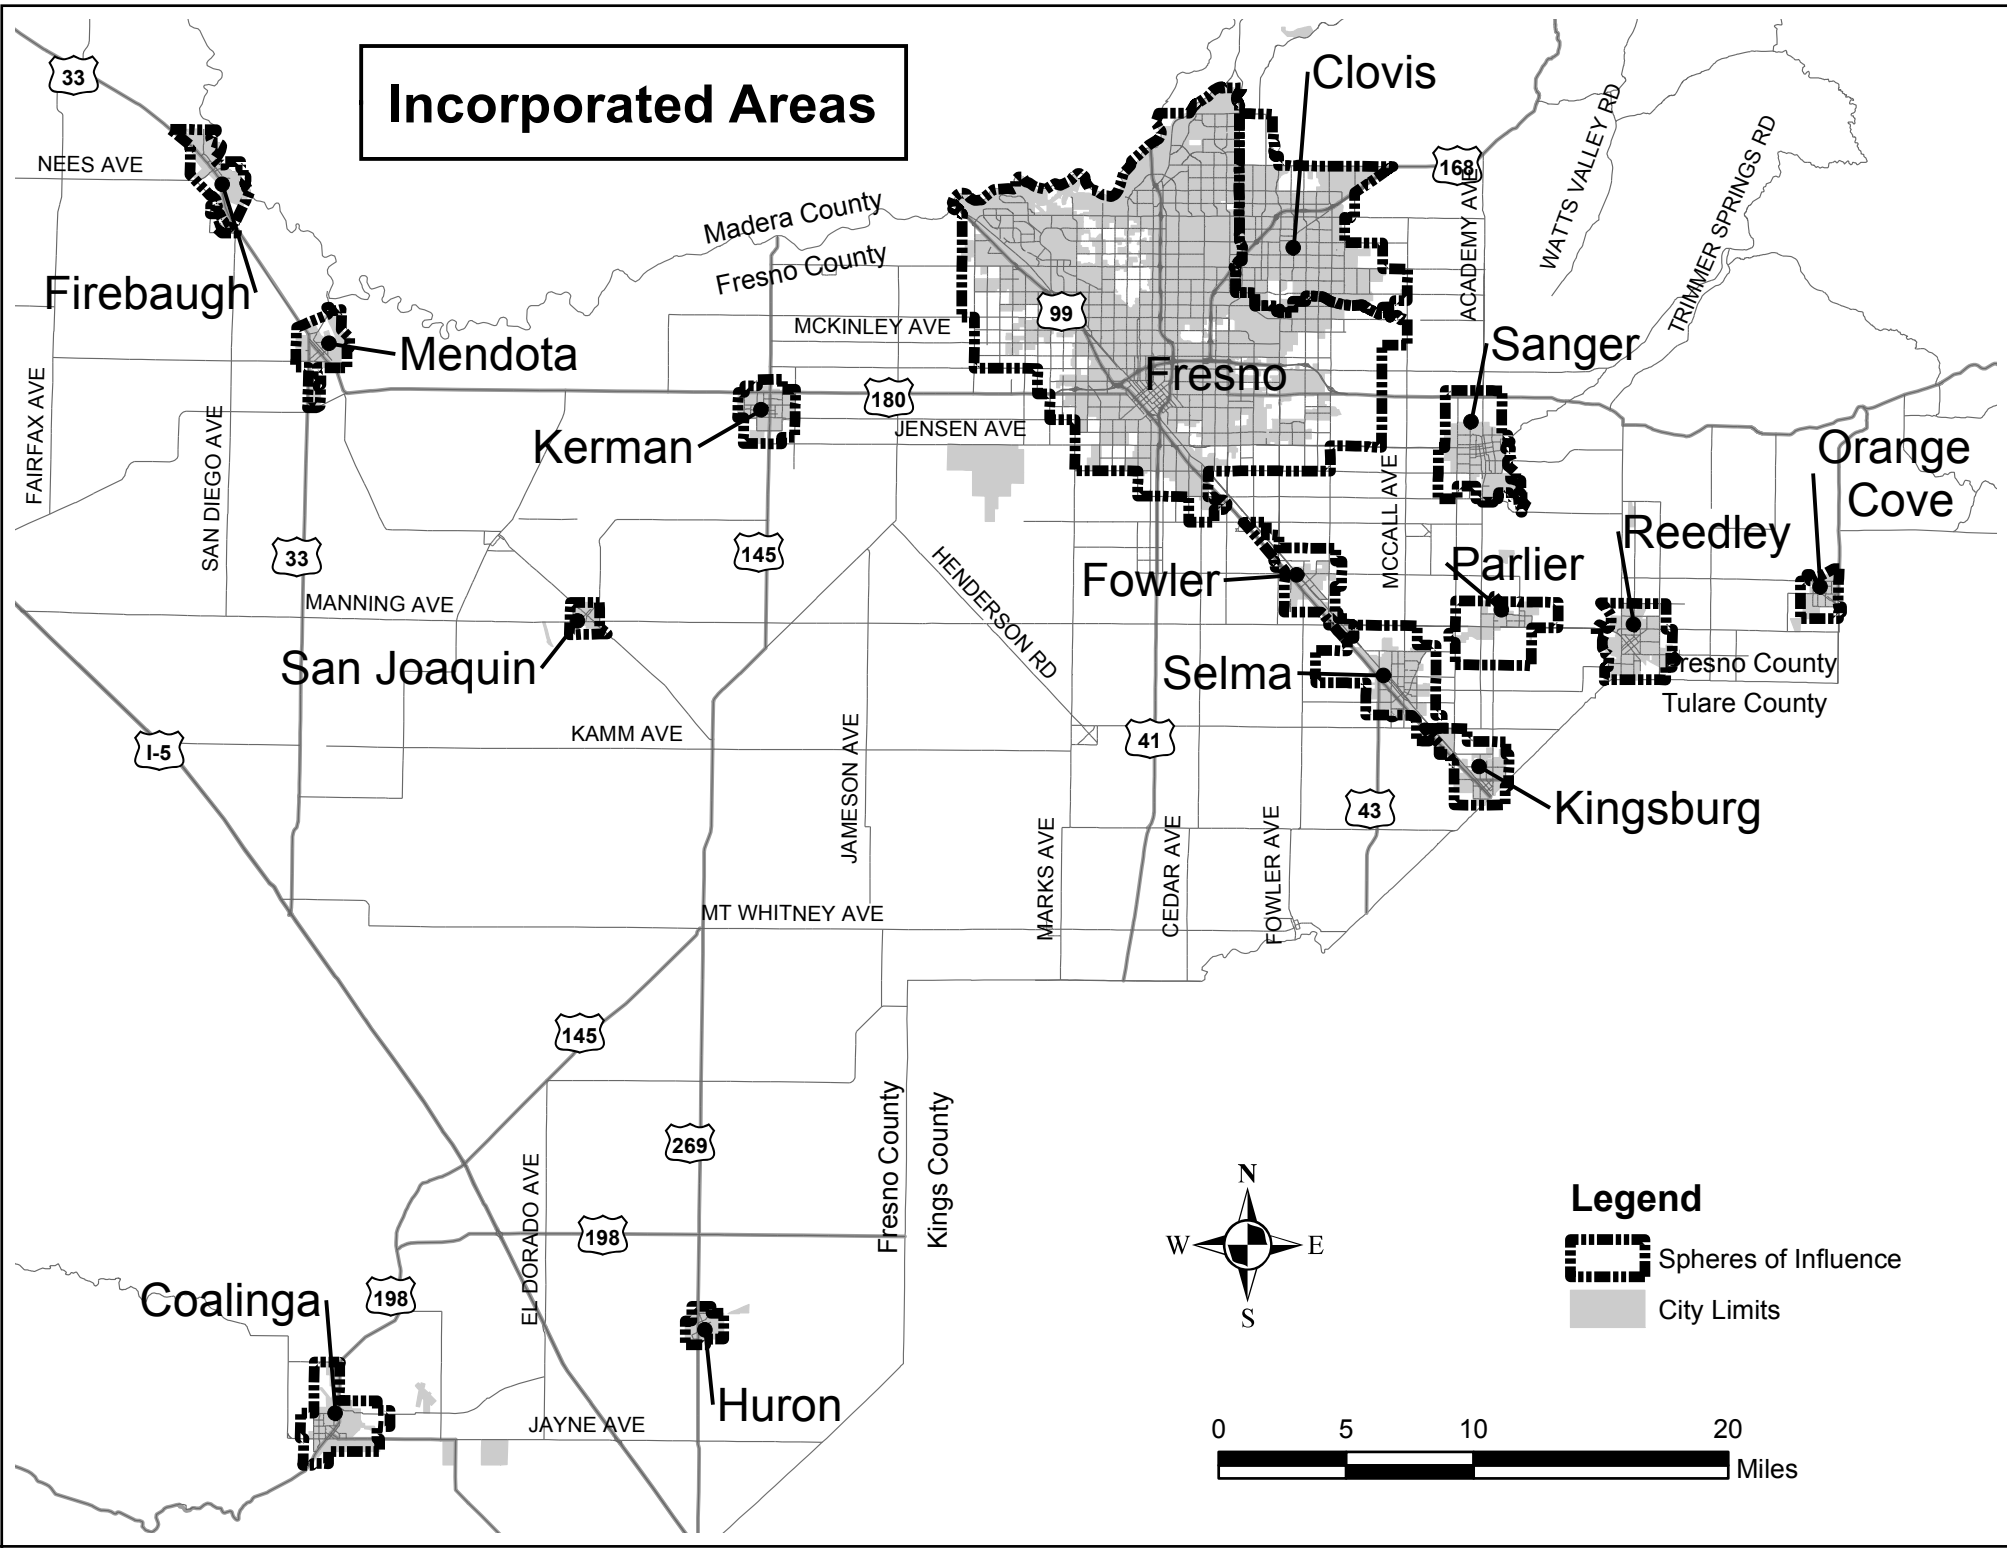 Incorporated Areas
Clovis
33
168
NEES AVE
WATTS VALLEY RD
TRIMMER SPRINGS RD
ACADEMY AVE
Madera County
Fresno County
Firebaugh
99
MCKINLEY AVE
Mendota
Sanger
Fresno
180
FAIRFAX AVE
SAN DIEGO AVE
Kerman
JENSEN AVE
Orange
Cove
MCCALL AVE
Reedley
33
145
HENDERSON RD
Fowler
Parlier
MANNING AVE
San Joaquin
Selma
Fresno County
Tulare County
I-5
KAMM AVE
JAMESON AVE
41
43
Kingsburg
MARKS AVE
CEDAR AVE
FOWLER AVE
MT WHITNEY AVE
145
269
Fresno County
Kings County
EL DORADO AVE
198
198
Coalinga
Huron
JAYNE AVE
N
W
E
S
Legend
Spheres of Influence
City Limits
0 5 10 20
Miles